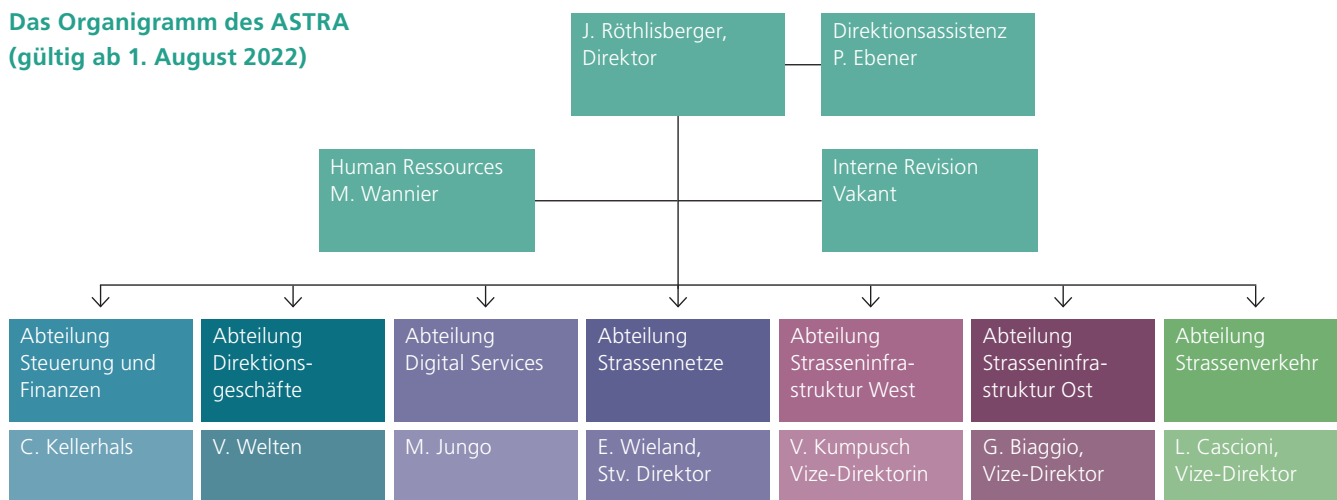 Das Organigramm des ASTRA
(gültig ab 1. August 2022)
J. Röthlisberger,
Direktor
Direktionsassistenz
P. Ebener
Human Ressources
M. Wannier
Interne Revision
Vakant
Abteilung
Steuerung und
Finanzen
C. Kellerhals
Abteilung
Direktions-
geschäfte
V. Welten
Abteilung
Digital Services
M. Jungo
Abteilung
Strassennetze
E. Wieland,
Stv. Direktor
Abteilung
Strasseninfra-
struktur West
V. Kumpusch
Vize-Direktorin
Abteilung
Strasseninfra-
struktur Ost
G. Biaggio,
Vize-Direktor
Abteilung
Strassenverkehr
L. Cascioni,
Vize-Direktor